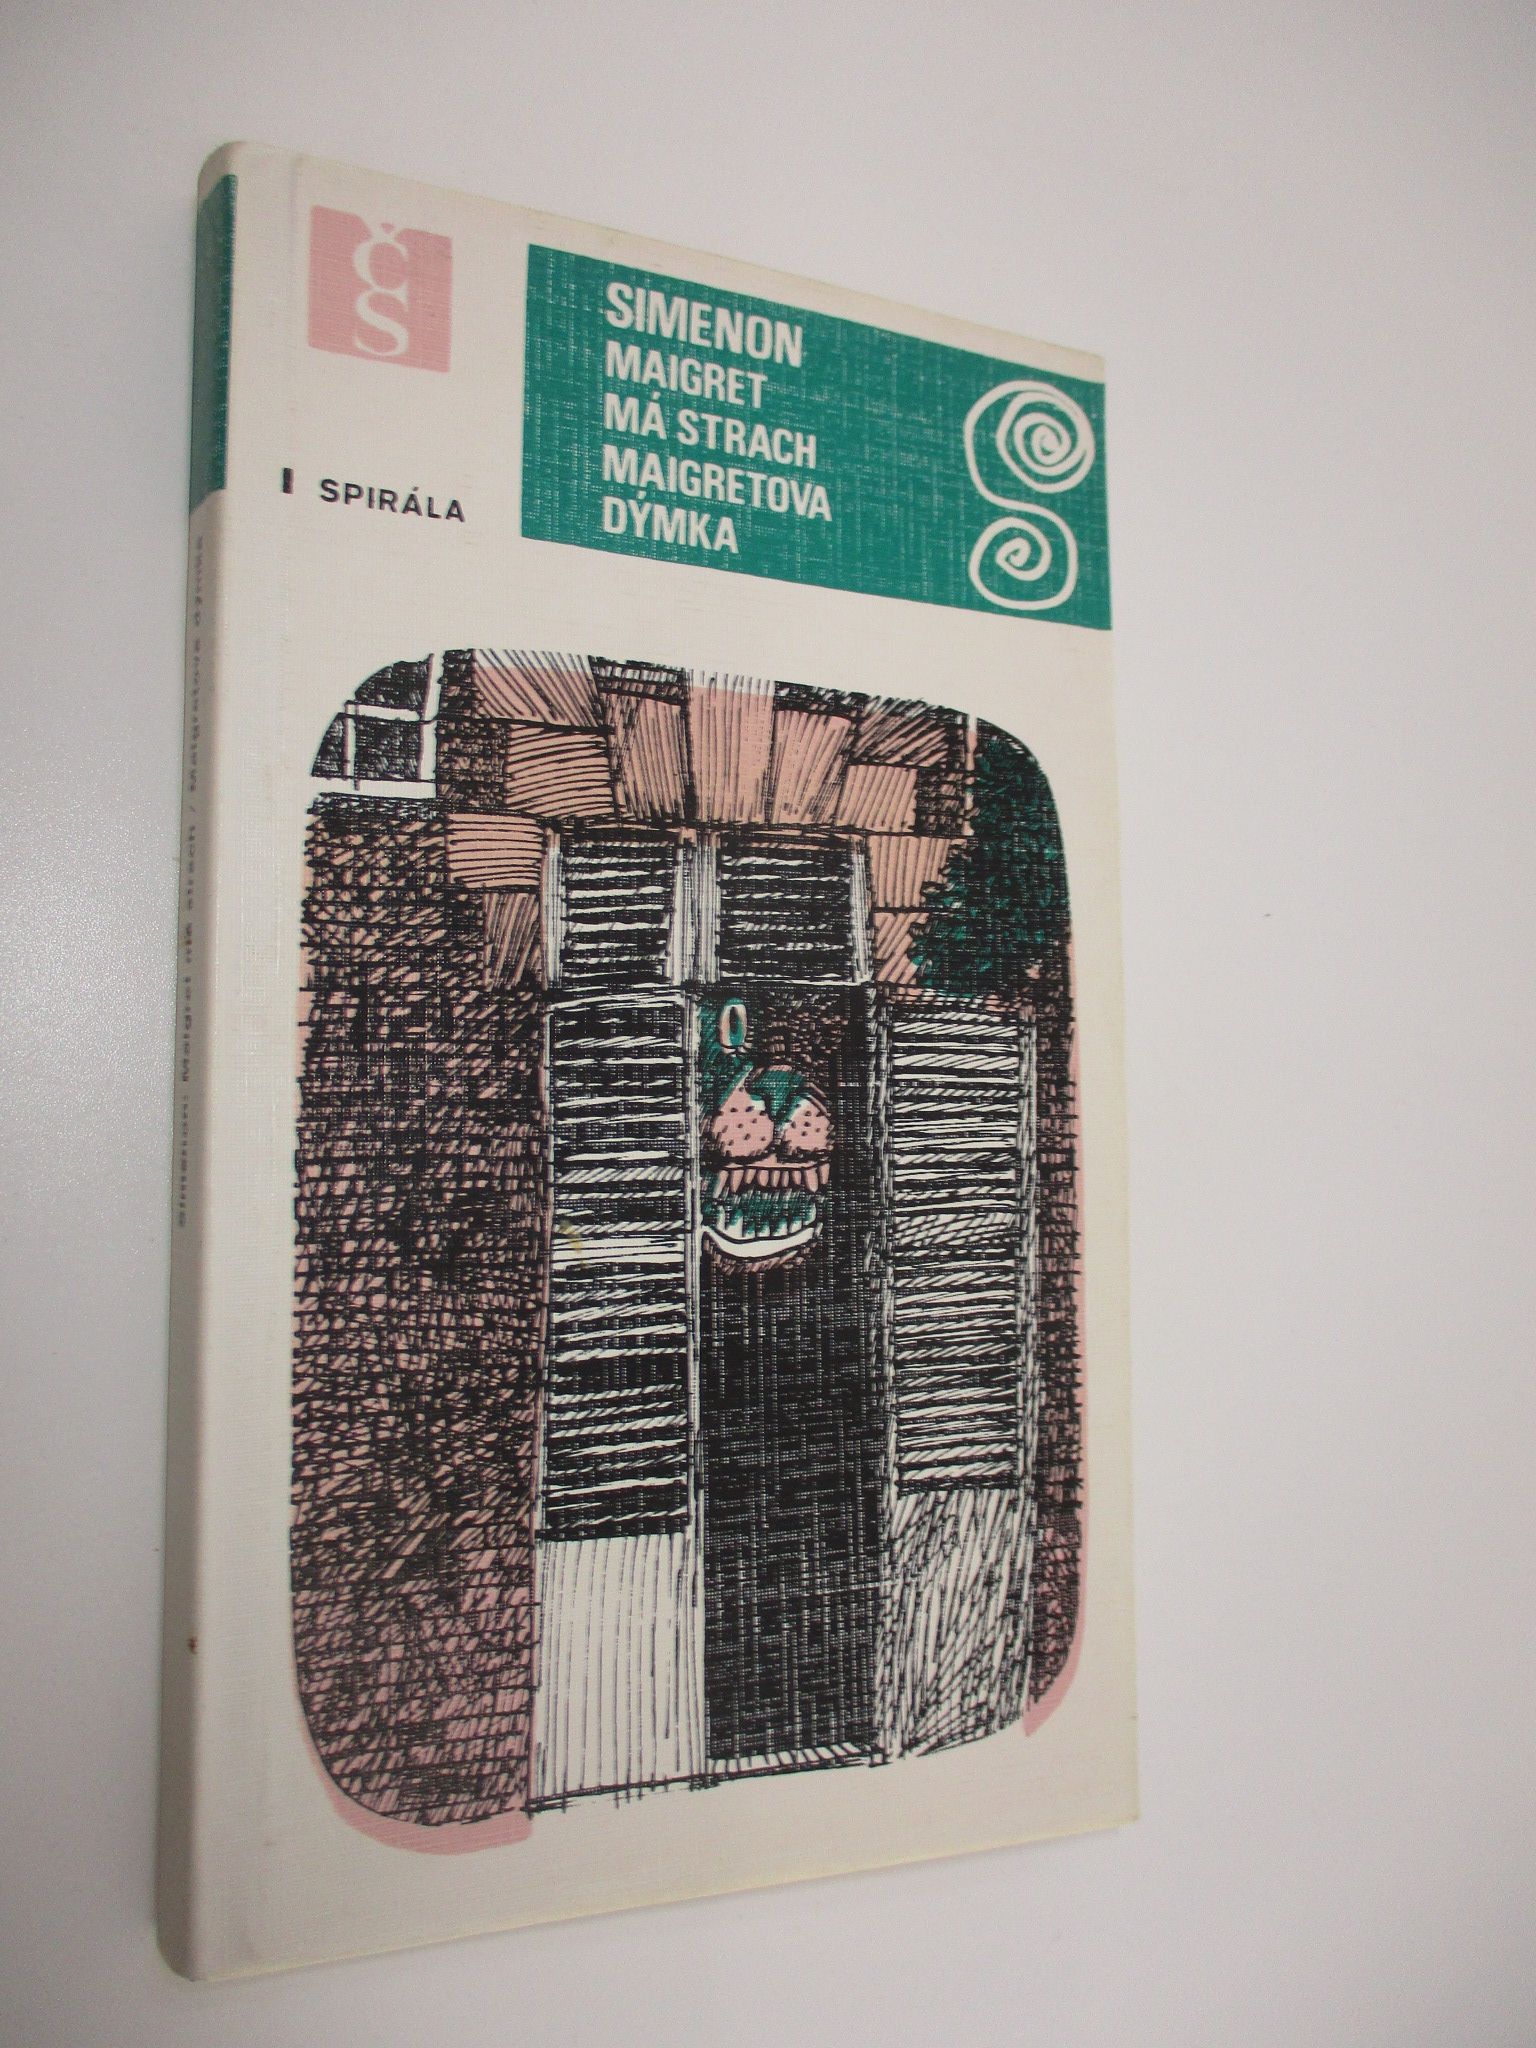 ČS
SPIRÁLA
SIMENON
MAIGRET
MÁ STRACH
MAIGRETOVA
DÝMKA